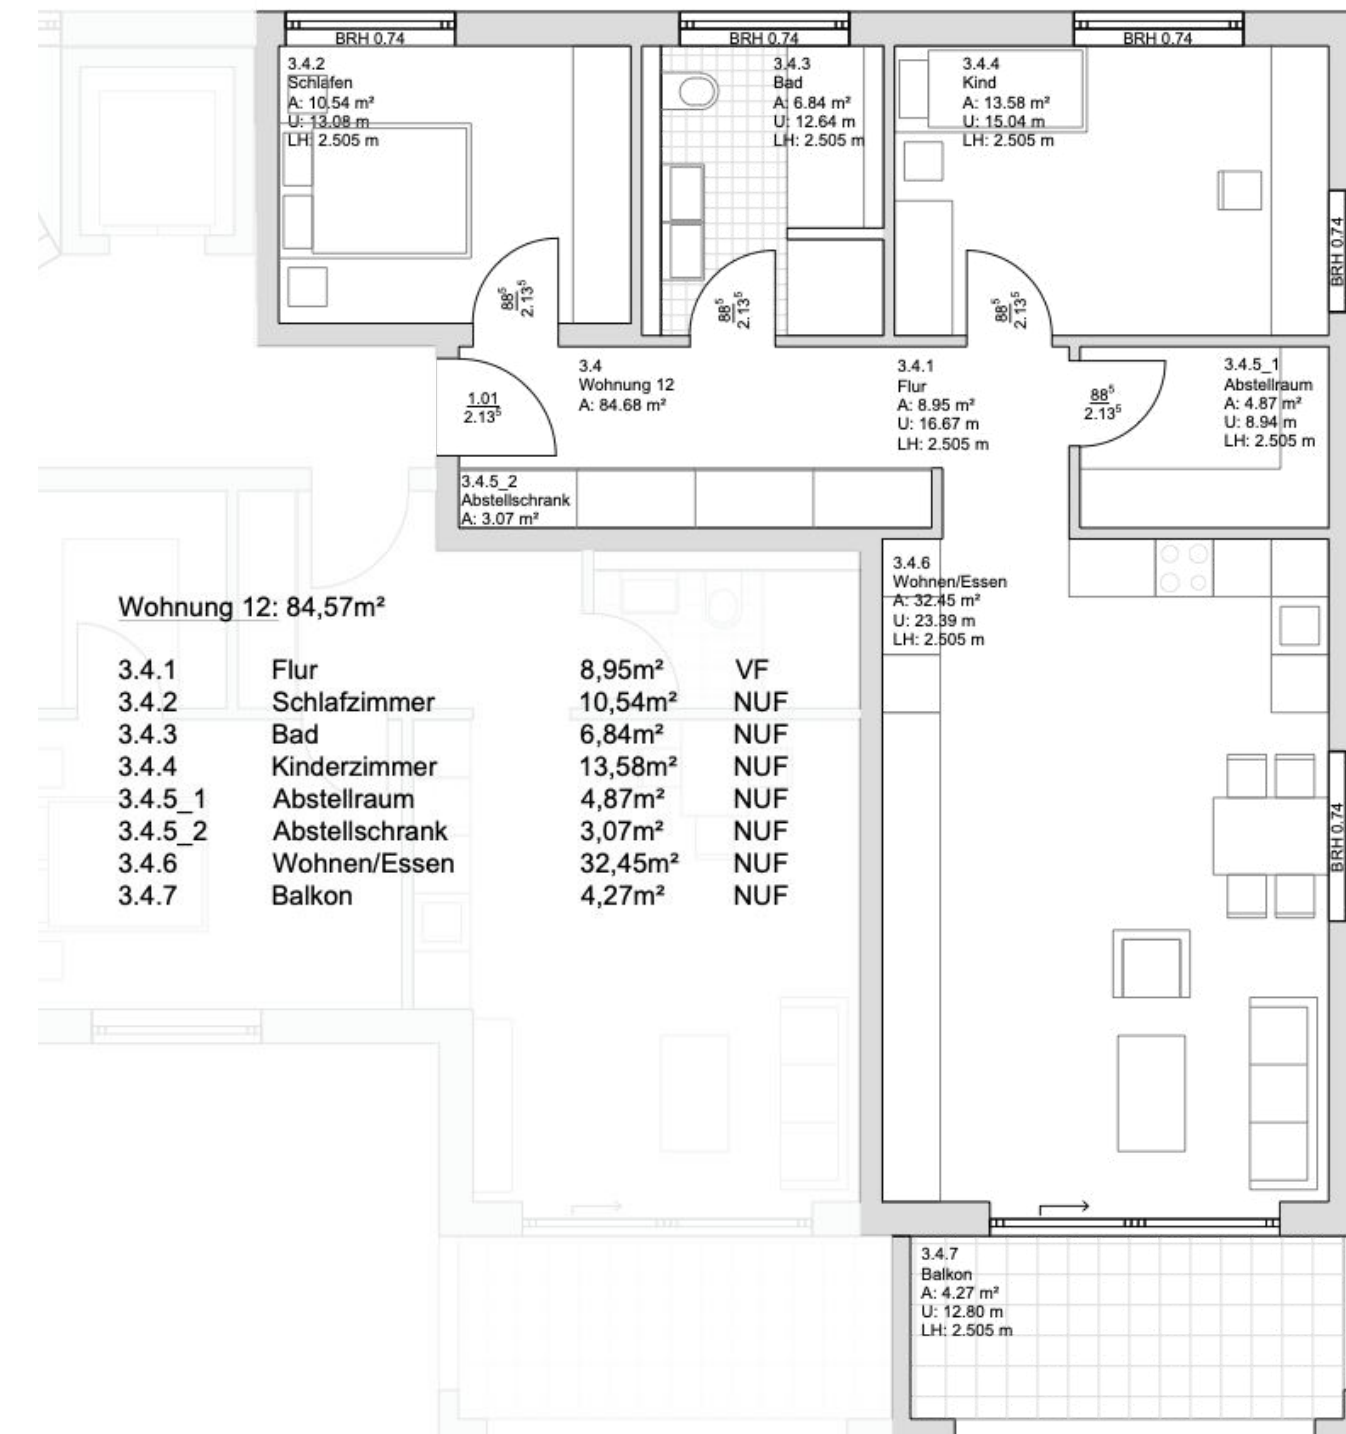 BRH 0.74
BRH 0.74
BRH 0.74
3.4.2
Schlafen
A: 10.54 m²
U: 13.08 m
LH: 2.505 m
3.4.3
Bad
A: 6.84 m²
U: 12.64 m
LH: 2.505 m
3.4.4
Kind
A: 13.58 m²
U: 15.04 m
LH: 2.505 m
BRH 0.74
88⁵
2.13⁵
88⁵
2.13⁵
88⁵
2.13⁵
1.01
2.13⁵
3.4
Wohnung 12
A: 84.68 m²
3.4.1
Flur
A: 8.95 m²
U: 16.67 m
LH: 2.505 m
88⁵
2.13⁵
3.4.5_1
Abstellraum
A: 4.87 m²
U: 8.94 m
LH: 2.505 m
3.4.5_2
Abstellschrank
A: 3.07 m²
3.4.6
Wohnen/Essen
A: 32.45 m²
U: 23.39 m
LH: 2.505 m
Wohnung 12: 84,57m²
3.4.1 Flur 8,95m² VF
3.4.2 Schlafzimmer 10,54m² NUF
3.4.3 Bad 6,84m² NUF
3.4.4 Kinderzimmer 13,58m² NUF
3.4.5_1 Abstellraum 4,87m² NUF
3.4.5_2 Abstellschrank 3,07m² NUF
3.4.6 Wohnen/Essen 32,45m² NUF
3.4.7 Balkon 4,27m² NUF
BRH 0.74
3.4.7
Balkon
A: 4.27 m²
U: 12.80 m
LH: 2.505 m